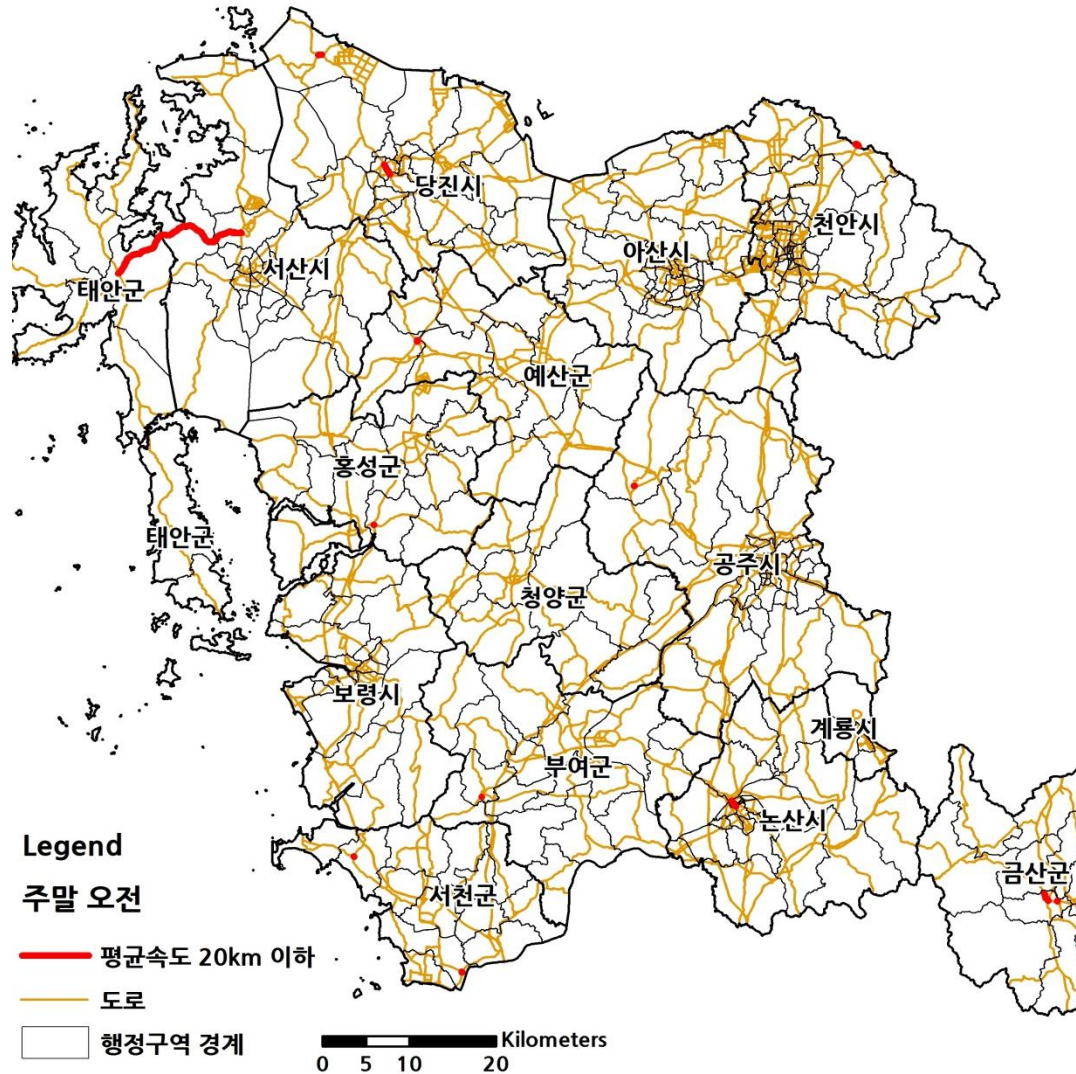 당진시
천안시
아산시
서산시
태안군
예산군
홍성군
태안군
공주시
청양군
보령시
계룡시
부여군
논산시
금산군
서천군
Legend
주말 오전
평균속도 20km 이하
도로
행정구역 경계
Kilometers
0 5 10 20